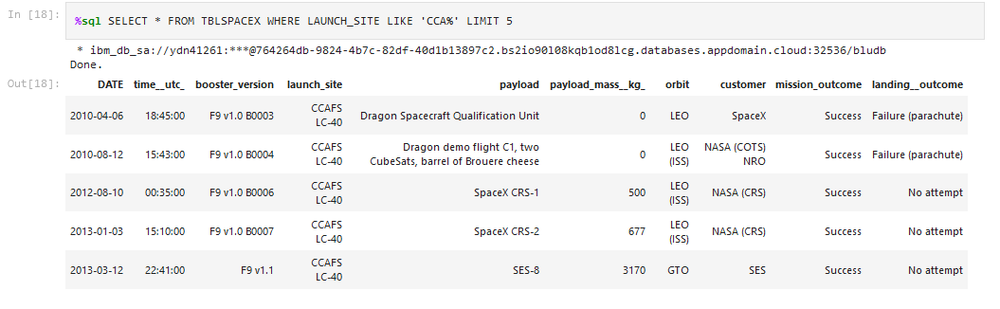 In [18]: %sql SELECT * FROM TBLSPACEX WHERE LAUNCH_SITE LIKE 'CCA%' LIMIT 5
* ibm_db_sa://ydn41261:***@764264db-9824-4b7c-82df-40d1b13897c2.bs2io90l08kqb1od8lcg.databases.appdomain.cloud:32536/bludb
Done.
Out[18]: DATE time__utc_ booster_version launch_site payload payload_mass__kg_ orbit customer mission_outcome landing__outcome
2010-04-06 18:45:00 F9 v1.0 B0003 CCAFS LC-40 Dragon Spacecraft Qualification Unit 0 LEO SpaceX Success Failure (parachute)
2010-08-12 15:43:00 F9 v1.0 B0004 CCAFS LC-40 Dragon demo flight C1, two CubeSats, barrel of Brouere cheese 0 LEO (ISS) NASA (COTS) NRO Success Failure (parachute)
2012-08-10 00:35:00 F9 v1.0 B0006 CCAFS LC-40 SpaceX CRS-1 500 LEO (ISS) NASA (CRS) Success No attempt
2013-01-03 15:10:00 F9 v1.0 B0007 CCAFS LC-40 SpaceX CRS-2 677 LEO (ISS) NASA (CRS) Success No attempt
2013-03-12 22:41:00 F9 v1.1 CCAFS LC-40 SES-8 3170 GTO SES Success No attempt